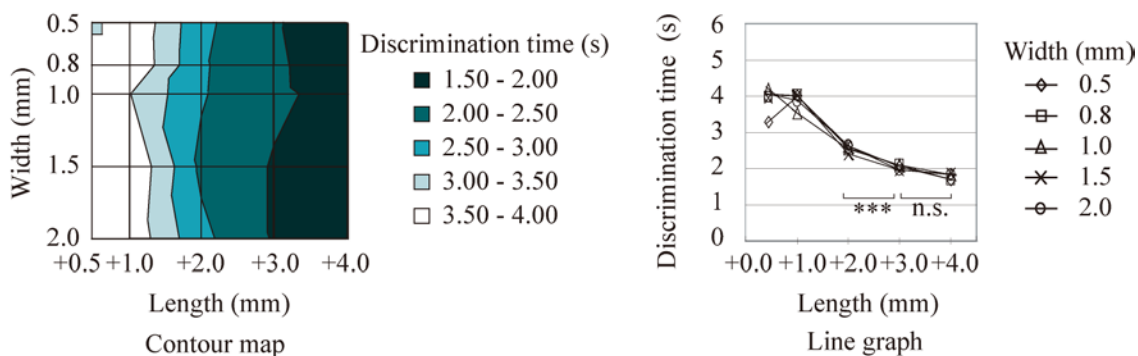 0.5
0.8
1.0
1.5
2.0
Width (mm)
+0.5 +1.0 +2.0 +3.0 +4.0
Length (mm)
Contour map
Discrimination time (s)
1.50 - 2.00
2.00 - 2.50
2.50 - 3.00
3.00 - 3.50
3.50 - 4.00
Discrimination time (s)
6
5
4
3
2
1
0
*** n.s.
+0.0 +1.0 +2.0 +3.0 +4.0
Length (mm)
Line graph
Width (mm)
0.5
0.8
1.0
1.5
2.0